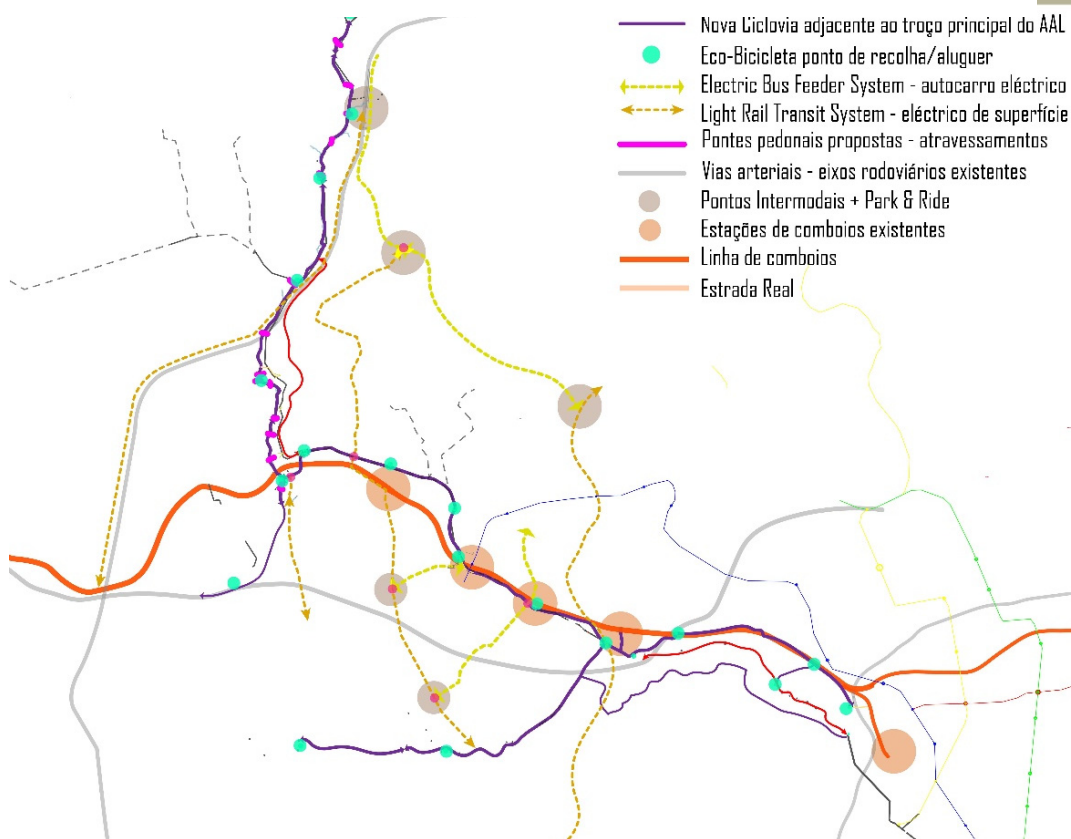 Nova Ciclovia adjacente ao troço principal do AAL
Eco-Bicicleta ponto de recolha/aluguer
Electric Bus Feeder System - autocarro eléctrico
Light Rail Transit System - eléctrico de superfície
Pontes pedonais propostas - atravessamentos
Vias arteriais - eixos rodoviários existentes
Pontos Intermodais + Park & Ride
Estações de comboios existentes
Linha de comboios
Estrada Real